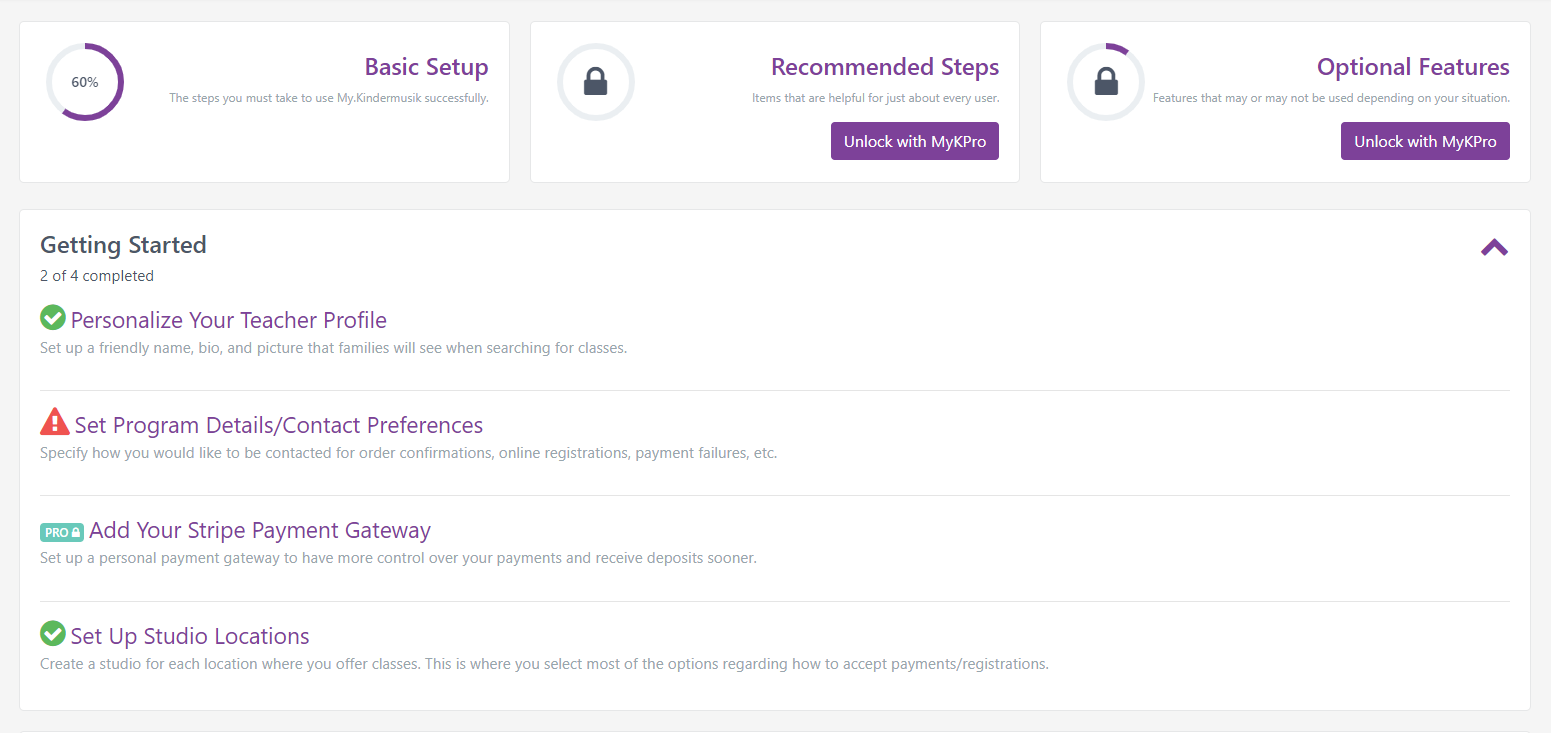 60%
Basic Setup
The steps you must take to use My.Kindermusik successfully.
Recommended Steps
Items that are helpful for just about every user.
Unlock with MyKPro
Optional Features
Features that may or may not be used depending on your situation.
Unlock with MyKPro
Getting Started
2 of 4 completed
Personalize Your Teacher Profile
Set up a friendly name, bio, and picture that families will see when searching for classes.
Set Program Details/Contact Preferences
Specify how you would like to be contacted for order confirmations, online registrations, payment failures, etc.
PRO Add Your Stripe Payment Gateway
Set up a personal payment gateway to have more control over your payments and receive deposits sooner.
Set Up Studio Locations
Create a studio for each location where you offer classes. This is where you select most of the options regarding how to accept payments/registrations.